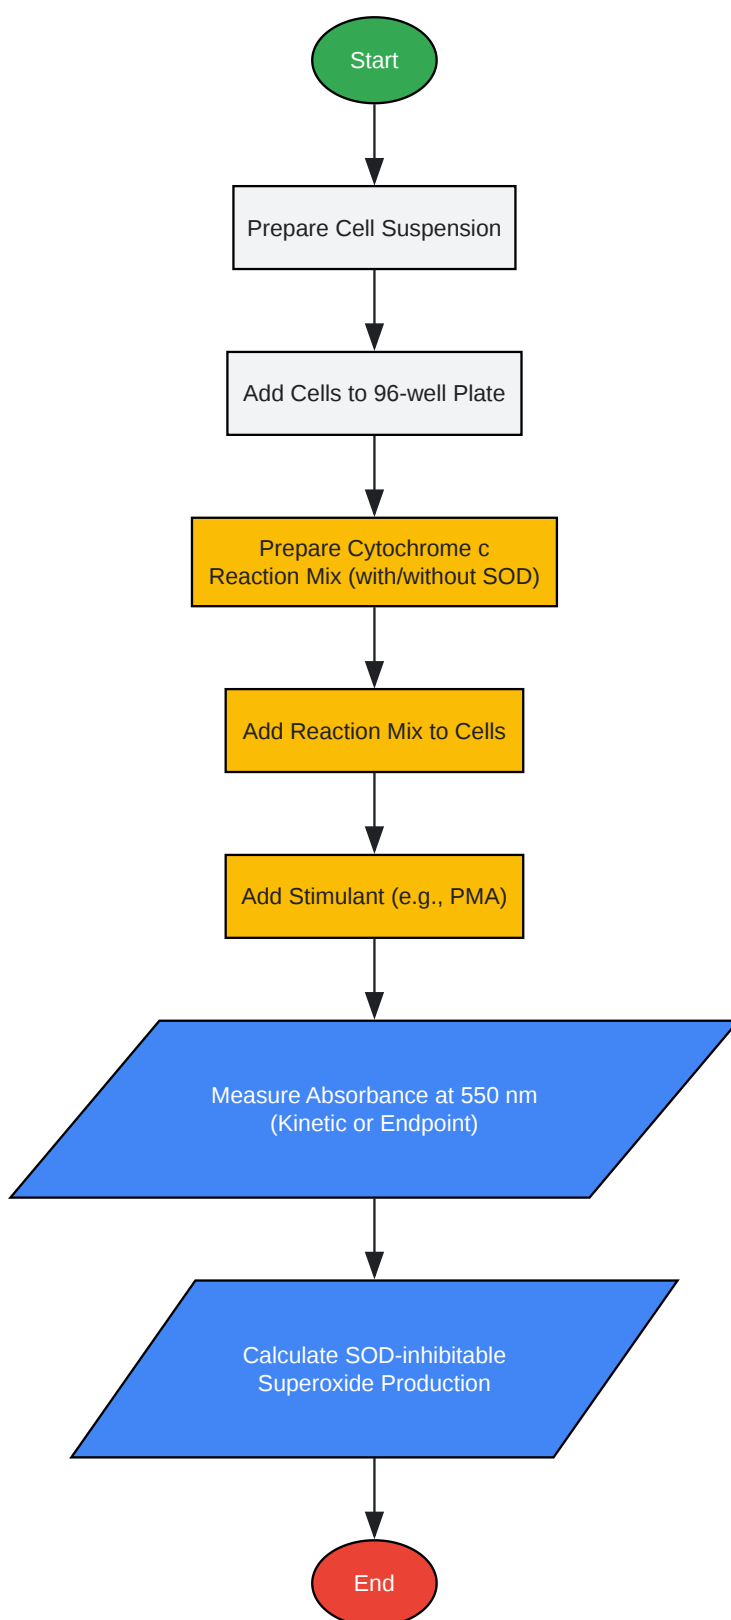 Start
Prepare Cell Suspension
Add Cells to 96-well Plate
Prepare Cytochrome c
Reaction Mix (with/without SOD)
Add Reaction Mix to Cells
Add Stimulant (e.g., PMA)
Measure Absorbance at 550 nm
(Kinetic or Endpoint)
Calculate SOD-inhibitable
Superoxide Production
End